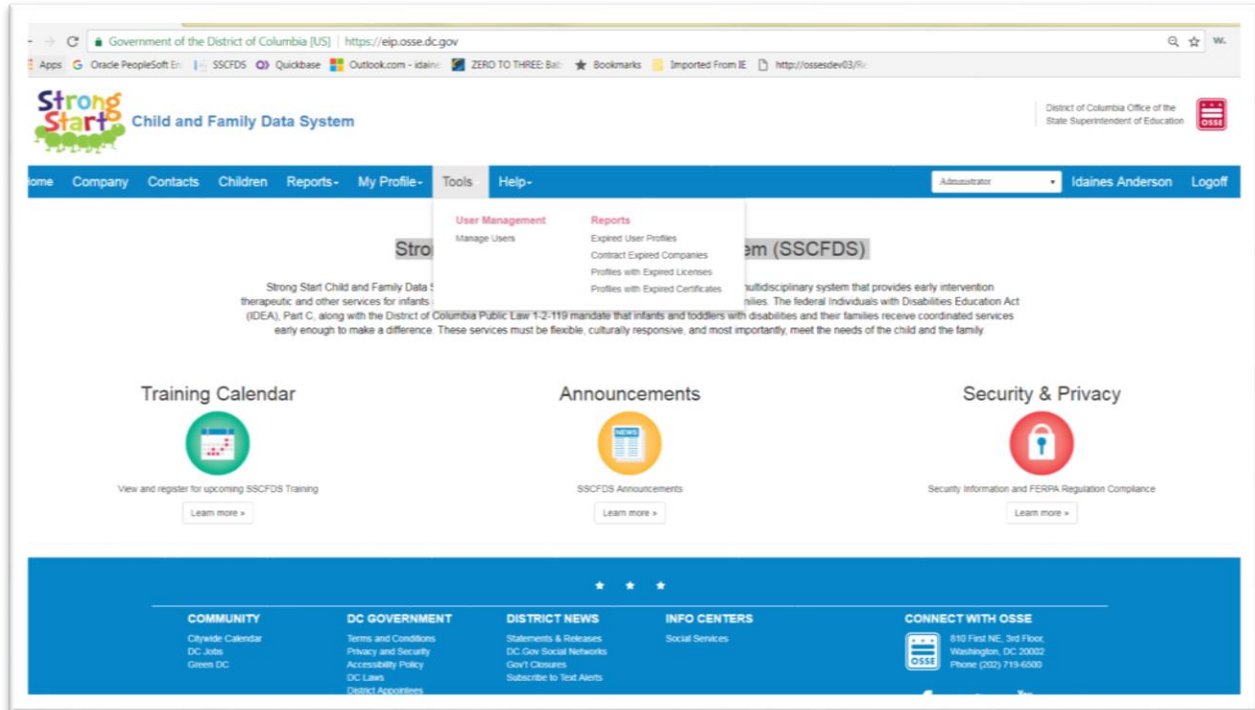 Government of the District of Columbia [US] | https://eip.osse.dc.gov
Apps Oracle PeopleSoft En SSCFDS Quickbase Outlook.com - idaine ZERO TO THREE: Bab Bookmarks Imported From IE http://ossesdev03/Re
Strong
Start
Child and Family Data System
District of Columbia Office of the
State Superintendent of Education
OSSE
ome Company Contacts Children Reports My Profile Tools Help Administrator Idaines Anderson Logoff
User Management Reports
Manage Users Expired User Profiles
Contract Expired Companies
Profiles with Expired Licenses
Profiles with Expired Certificates
Stro em (SSCFDS)
Strong Start Child and Family Data S ultidisciplinary system that provides early intervention
therapeutic and other services for infants nilies. The federal Individuals with Disabilities Education Act
(IDEA), Part C, along with the District of Columbia Public Law 1-2-119 mandate that infants and toddlers with disabilities and their families receive coordinated services
early enough to make a difference. These services must be flexible, culturally responsive, and most importantly, meet the needs of the child and the family.
Training Calendar Announcements Security & Privacy
NEWS
View and register for upcoming SSCFDS Training SSCFDS Announcements Security Information and FERPA Regulation Compliance
Learn more » Learn more » Learn more »
COMMUNITY DC GOVERNMENT DISTRICT NEWS INFO CENTERS CONNECT WITH OSSE
Citywide Calendar Terms and Conditions Statements & Releases Social Services 810 First NE, 3rd Floor,
DC Jobs Privacy and Security DC.Gov Social Networks Washington, DC 20002
Green DC Accessibility Policy Gov't Closures OSSE Phone (202) 719-6500
DC Laws Subscribe to Text Alerts
District Appointees